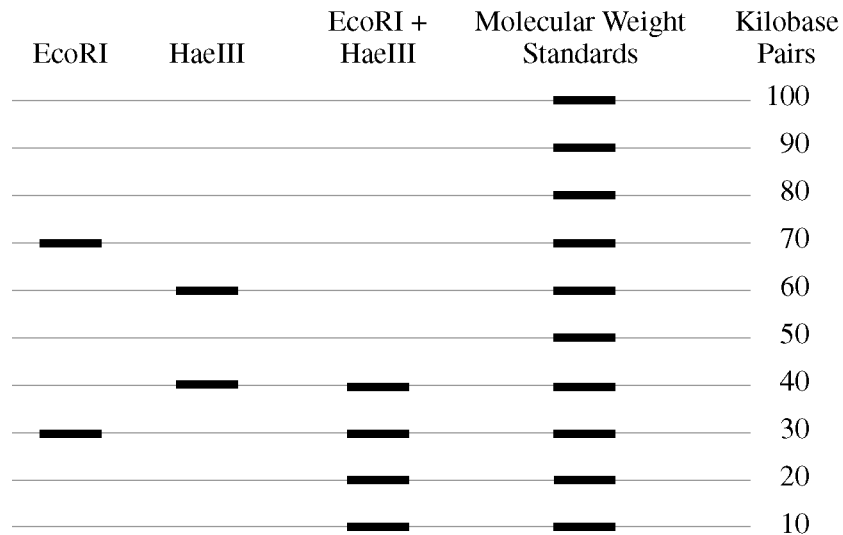 EcoRI
HaeIII
EcoRI +
HaeIII
Molecular Weight
Standards
Kilobase
Pairs
100
90
80
70
60
50
40
30
20
10